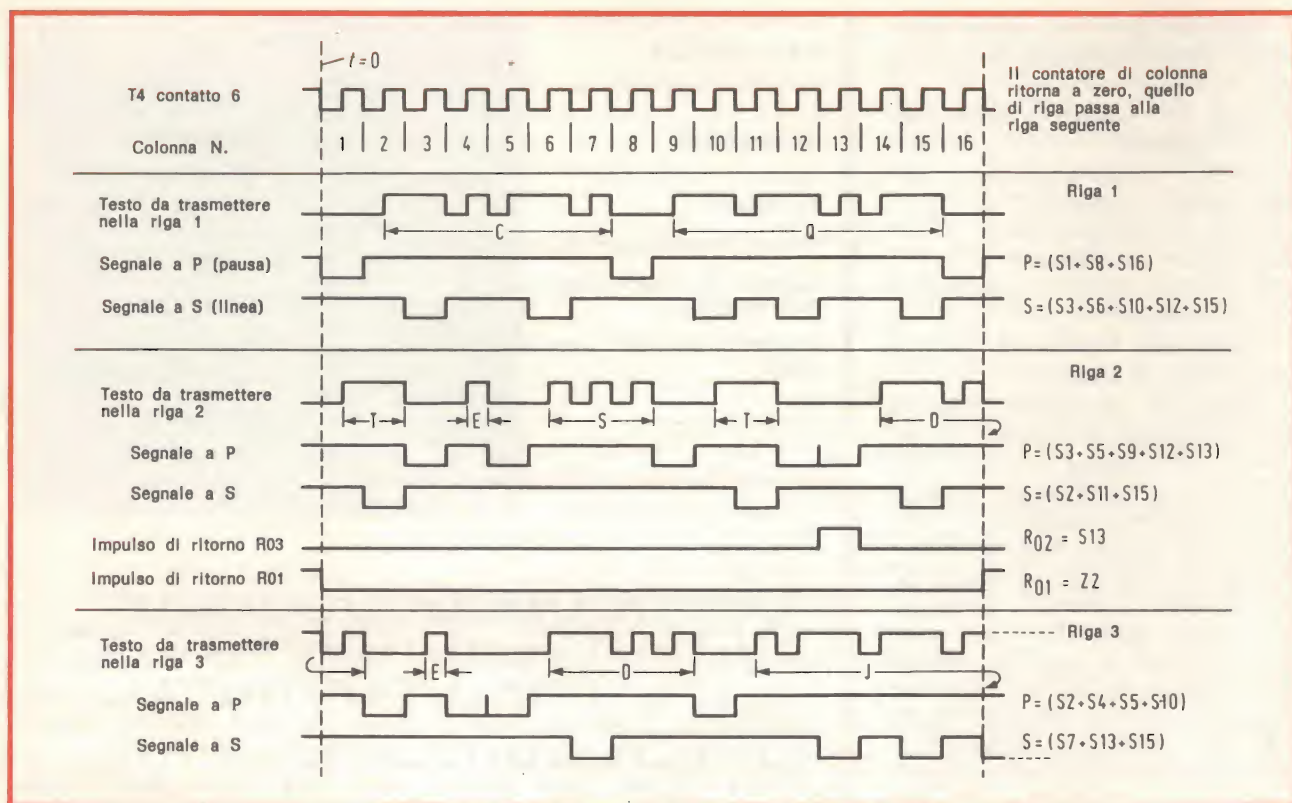 t=0
T4 contatto 6
Il contatore di colonna
ritorna a zero, quello
di riga passa alla
riga seguente
Colonna N.
1 2 3 4 5 6 7 8 9 10 11 12 13 14 15 16
Riga 1
Testo da trasmettere
nella riga 1
C Q
Segnale a P (pausa)
P=(S1+S8+S16)
Segnale a S (linea)
S=(S3+S6+S10+S12+S15)
Riga 2
Testo da trasmettere
nella riga 2
T E S T D
Segnale a P
P=(S3+S5+S9+S12+S13)
Segnale a S
S=(S2+S11+S15)
Impulso di ritorno R03
R02 = S13
Impulso di ritorno R01
R01 = Z2
Riga 3
Testo da trasmettere
nella riga 3
E D J
Segnale a P
P=(S2+S4+S5+S10)
Segnale a S
S=(S7+S13+S15)